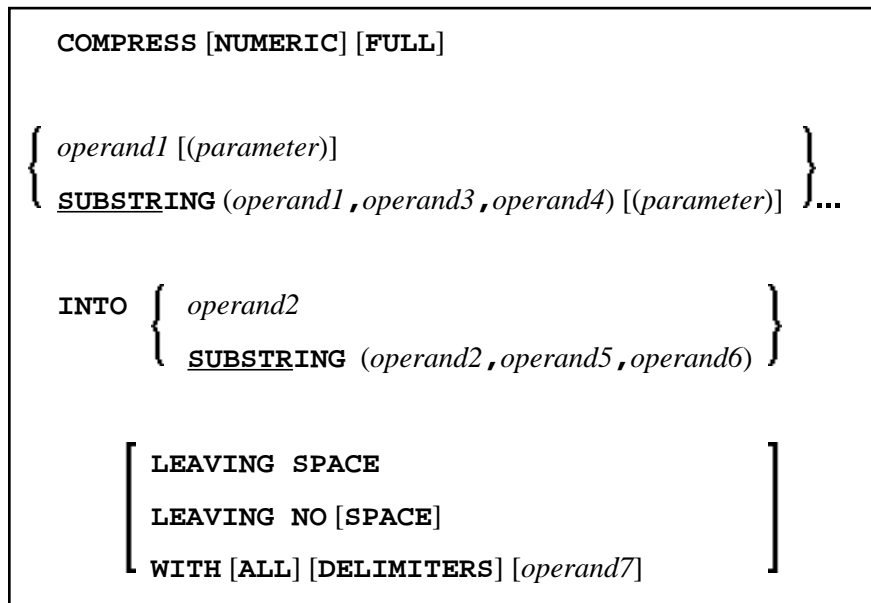 COMPRESS [NUMERIC] [FULL]
operand1 [(parameter)]
SUBSTRING (operand1,operand3,operand4) [(parameter)]
...
INTO
operand2
SUBSTRING (operand2,operand5,operand6)
LEAVING SPACE
LEAVING NO [SPACE]
WITH [ALL] [DELIMITERS] [operand7]